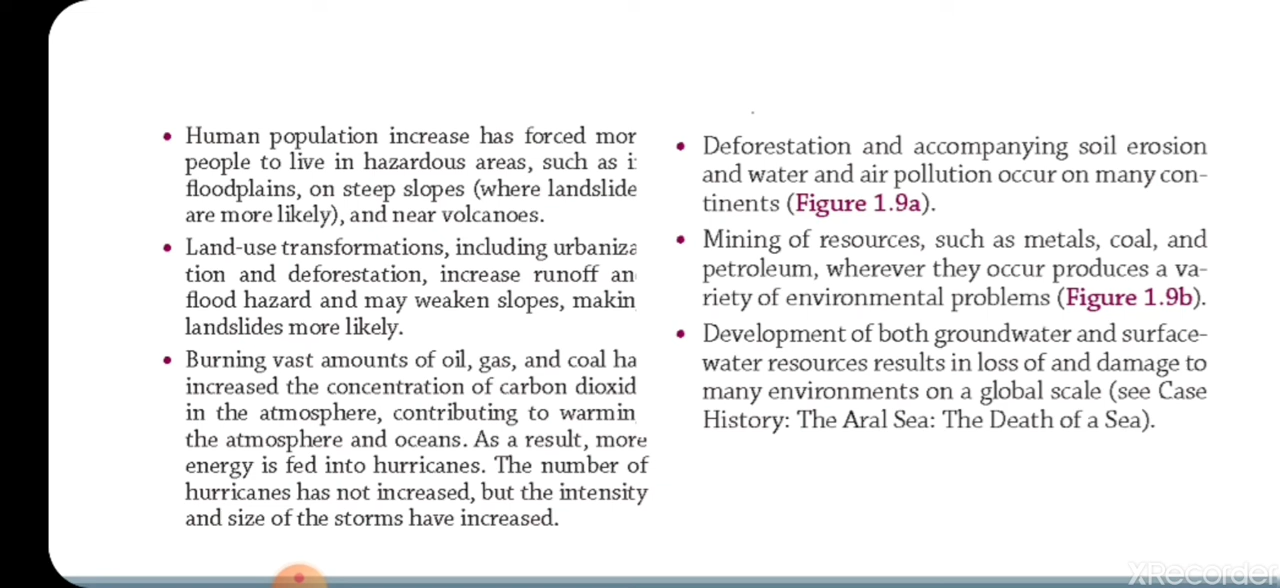 • Human population increase has forced mor
people to live in hazardous areas, such as i
floodplains, on steep slopes (where landslide
are more likely), and near volcanoes.
• Land-use transformations, including urbaniza
tion and deforestation, increase runoff an
flood hazard and may weaken slopes, makin
landslides more likely.
• Burning vast amounts of oil, gas, and coal ha
increased the concentration of carbon dioxid
in the atmosphere, contributing to warmin
the atmosphere and oceans. As a result, more
energy is fed into hurricanes. The number of
hurricanes has not increased, but the intensity
and size of the storms have increased.
• Deforestation and accompanying soil erosion
and water and air pollution occur on many con-
tinents (Figure 1.9a).
• Mining of resources, such as metals, coal, and
petroleum, wherever they occur produces a va-
riety of environmental problems (Figure 1.9b).
• Development of both groundwater and surface-
water resources results in loss of and damage to
many environments on a global scale (see Case
History: The Aral Sea: The Death of a Sea).
XRecorder